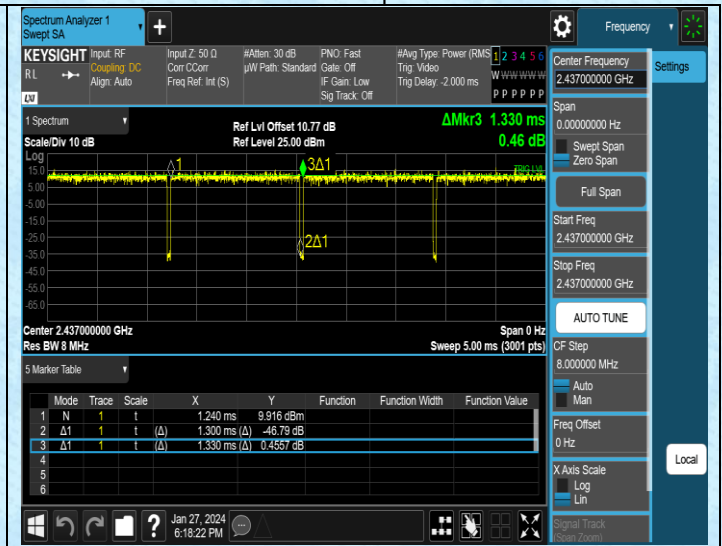 Spectrum Analyzer 1
Swept SA
Frequency
KEYSIGHT
RL
LXI
Input: RF
Coupling: DC
Align: Auto
Input Z: 50 Ω
Corr CCorr
Freq Ref: Int (S)
#Atten: 30 dB
µW Path: Standard
PNO: Fast
Gate: Off
IF Gain: Low
Sig Track: Off
#Avg Type: Power (RMS
Trig: Video
Trig Delay: -2.000 ms
1 2 3 4 5 6
W W W W W W
P P P P P P
1 Spectrum
Scale/Div 10 dB
Log
Ref Lvl Offset 10.77 dB
Ref Level 25.00 dBm
ΔMkr3 1.330 ms
0.46 dB
15.0
5.00
-5.00
-15.0
-25.0
-35.0
-45.0
-55.0
-65.0
1
3Δ1
2Δ1
TRIG LVL
Center 2.437000000 GHz
Res BW 8 MHz
Span 0 Hz
Sweep 5.00 ms (3001 pts)
5 Marker Table
Mode Trace Scale X Y Function Function Width Function Value
1 N 1 t 1.240 ms 9.916 dBm
2 Δ1 1 t (Δ) 1.300 ms (Δ) -46.79 dB
3 Δ1 1 t (Δ) 1.330 ms (Δ) 0.4557 dB
4
5
6
?
Jan 27, 2024
6:18:22 PM
Center Frequency
2.437000000 GHz
Span
0.00000000 Hz
Swept Span
Zero Span
Full Span
Start Freq
2.437000000 GHz
Stop Freq
2.437000000 GHz
AUTO TUNE
CF Step
8.000000 MHz
Auto
Man
Freq Offset
0 Hz
X Axis Scale
Log
Lin
Signal Track
(Span Zoom)
Settings
Local